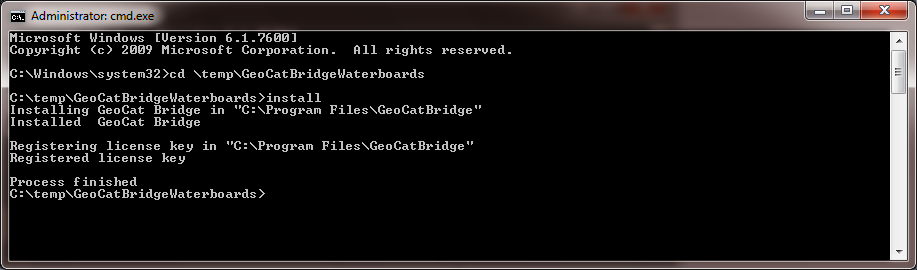 Administrator: cmd.exe
Microsoft Windows [Version 6.1.7600]
Copyright (c) 2009 Microsoft Corporation.  All rights reserved.
C:\Windows\system32>cd \temp\GeoCatBridgeWaterboards
C:\temp\GeoCatBridgeWaterboards>install
Installing GeoCat Bridge in "C:\Program Files\GeoCatBridge"
Installed  GeoCat Bridge
Registering license key in "C:\Program Files\GeoCatBridge"
Registered license key
Process finished
C:\temp\GeoCatBridgeWaterboards>